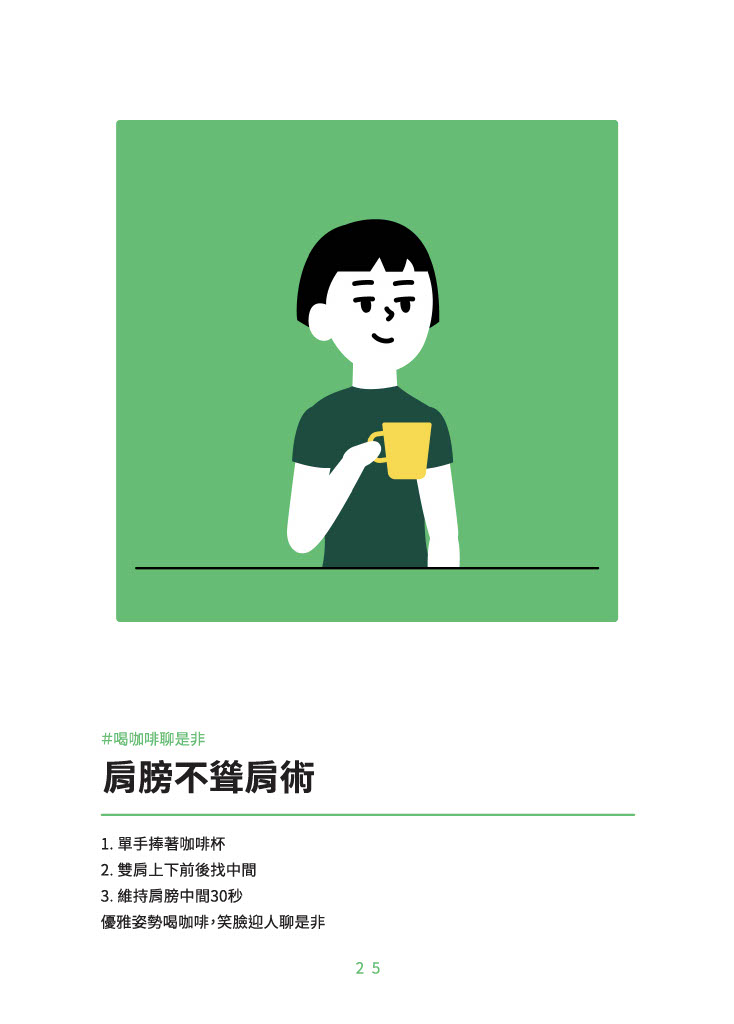 #喝咖啡聊是非
肩膀不聳肩術
1. 單手捧著咖啡杯
2. 雙肩上下前後找中間
3. 維持肩膀中間30秒
優雅姿勢喝咖啡，笑臉迎人聊是非
25